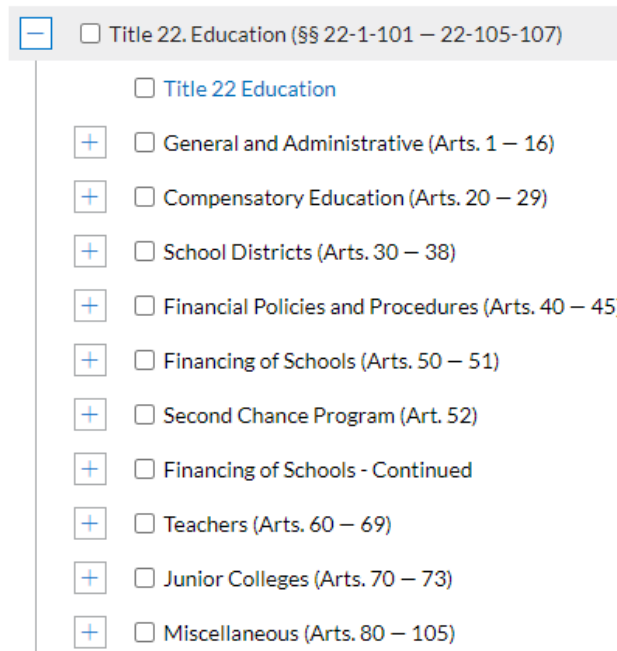 Title 22. Education (§§ 22-1-101 — 22-105-107)
Title 22 Education
General and Administrative (Arts. 1 — 16)
Compensatory Education (Arts. 20 — 29)
School Districts (Arts. 30 — 38)
Financial Policies and Procedures (Arts. 40 — 45)
Financing of Schools (Arts. 50 — 51)
Second Chance Program (Art. 52)
Financing of Schools - Continued
Teachers (Arts. 60 — 69)
Junior Colleges (Arts. 70 — 73)
Miscellaneous (Arts. 80 — 105)